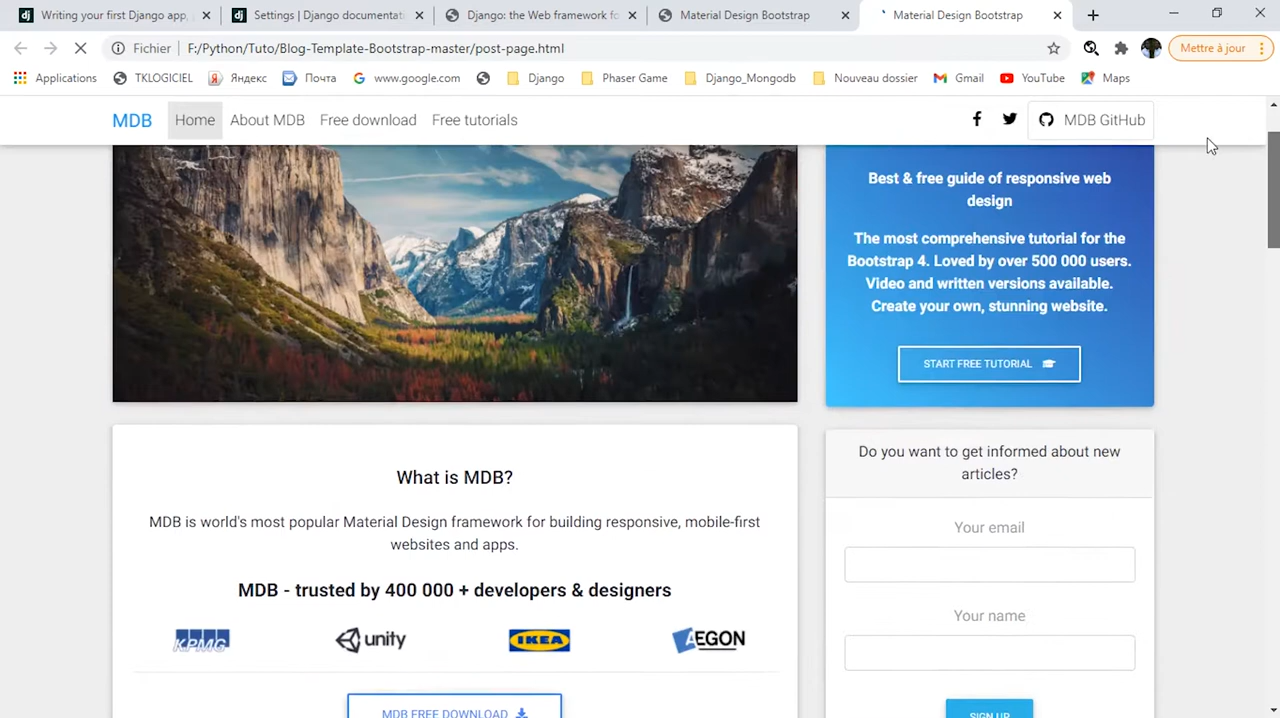 Writing your first Django app,
Settings | Django documentat
Django: the Web framework fo
Material Design Bootstrap
Material Design Bootstrap
Fichier
F:/Python/Tuto/Blog-Template-Bootstrap-master/post-page.html
Mettre à jour
Applications
TKLOGICIEL
Яндекс
Почта
www.google.com
Django
Phaser Game
Django_Mongodb
Nouveau dossier
Gmail
YouTube
Maps
MDB
Home
About MDB
Free download
Free tutorials
MDB GitHub
Best & free guide of responsive web
design
The most comprehensive tutorial for the
Bootstrap 4. Loved by over 500 000 users.
Video and written versions available.
Create your own, stunning website.
START FREE TUTORIAL
What is MDB?
MDB is world's most popular Material Design framework for building responsive, mobile-first
websites and apps.
MDB - trusted by 400 000 + developers & designers
KPMG
unity
IKEA
AEGON
MDB FREE DOWNLOAD
Do you want to get informed about new
articles?
Your email
Your name
SIGN UP